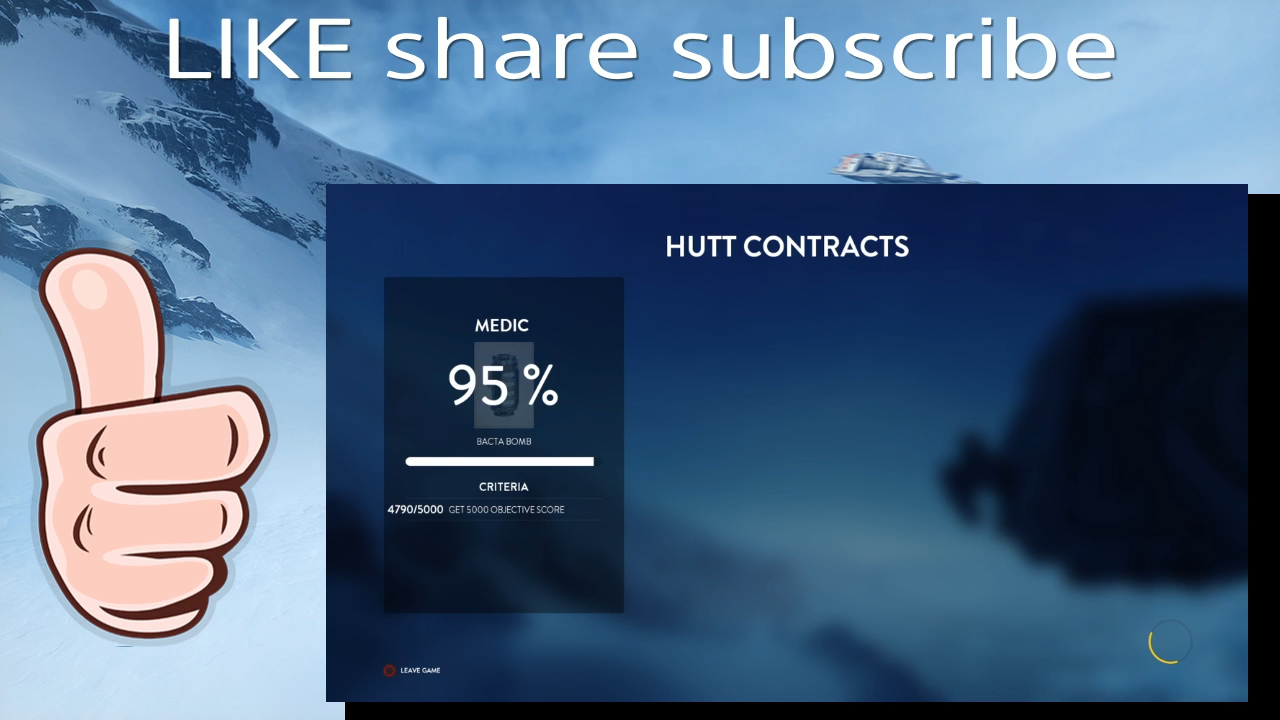 LIKE share subscribe
HUTT CONTRACTS
MEDIC
95 %
BACTA BOMB
CRITERIA
4790/5000 GET 5000 OBJECTIVE SCORE
LEAVE GAME